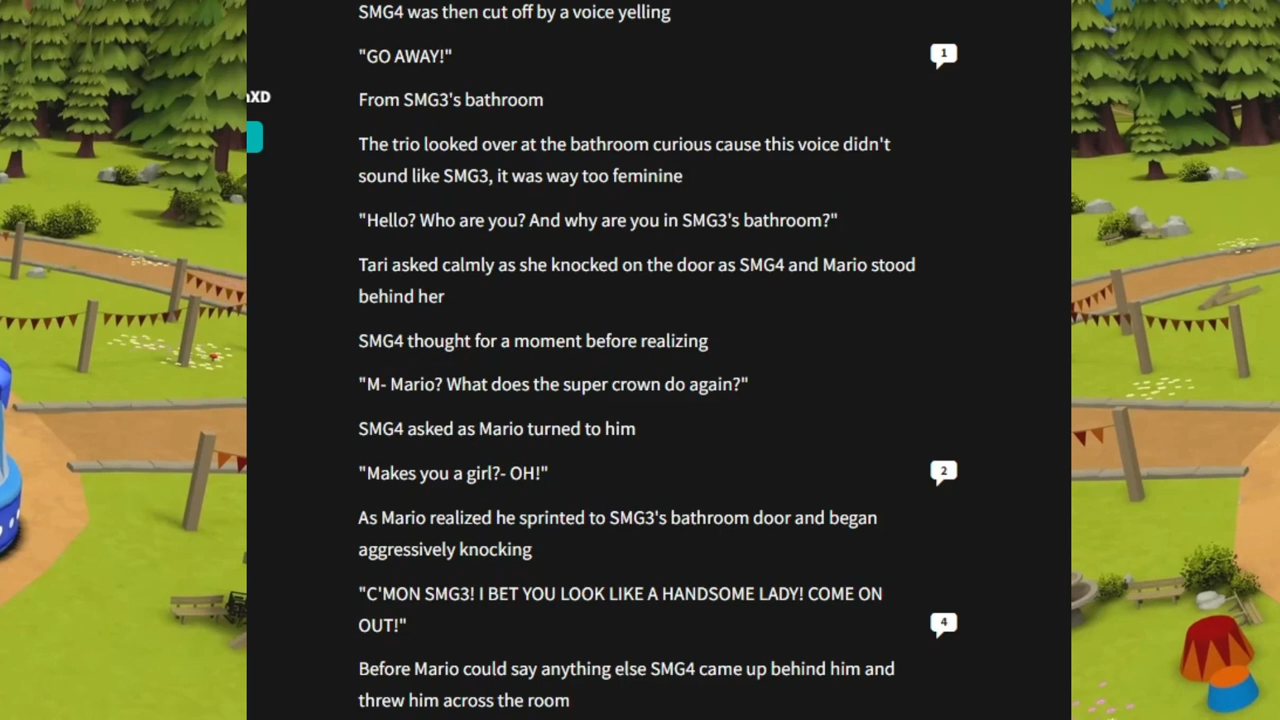 SMG4 was then cut off by a voice yelling
"GO AWAY!"
1
From SMG3's bathroom
XD
The trio looked over at the bathroom curious cause this voice didn't
sound like SMG3, it was way too feminine
"Hello? Who are you? And why are you in SMG3's bathroom?"
Tari asked calmly as she knocked on the door as SMG4 and Mario stood
behind her
SMG4 thought for a moment before realizing
"M- Mario? What does the super crown do again?"
SMG4 asked as Mario turned to him
"Makes you a girl?- OH!"
2
As Mario realized he sprinted to SMG3's bathroom door and began
aggressively knocking
"C'MON SMG3! I BET YOU LOOK LIKE A HANDSOME LADY! COME ON
OUT!"
4
Before Mario could say anything else SMG4 came up behind him and
threw him across the room